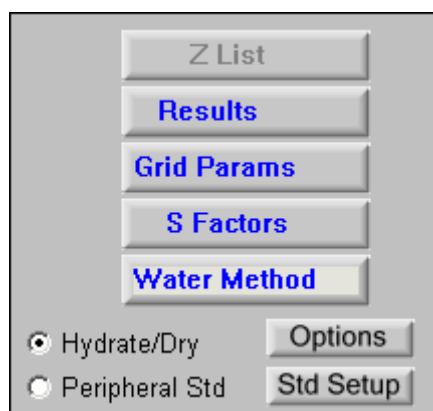 Z List
Results
Grid Params
S Factors
Water Method
Hydrate/Dry Options
Peripheral Std Std Setup